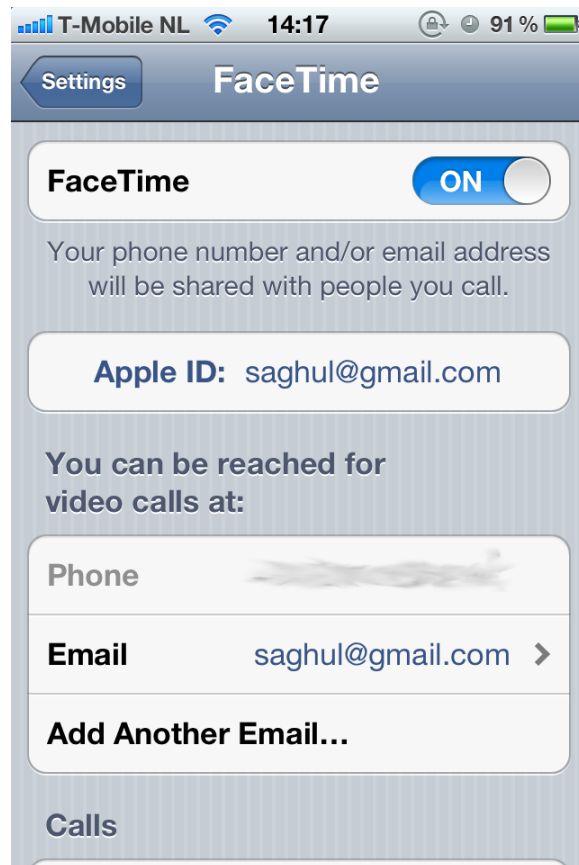 T-Mobile NL 14:17 91 %
Settings FaceTime
FaceTime ON
Your phone number and/or email address
will be shared with people you call.
Apple ID: saghul@gmail.com
You can be reached for
video calls at:
Phone
Email saghul@gmail.com
Add Another Email...
Calls